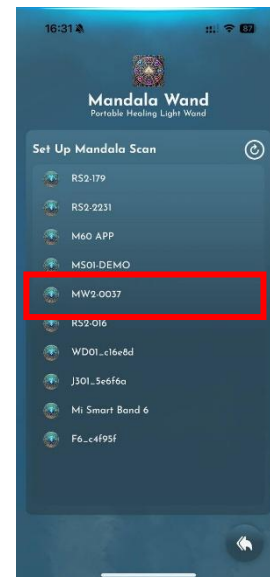 16:31
87
Mandala Wand
Portable Healing Light Wand
Set Up Mandala Scan
RS2-179
RS2-2231
M60 APP
MS01-DEMO
MW2-0037
RS2-016
WD01_c16e8d
J301_5e6f6a
Mi Smart Band 6
F6_c4f95f